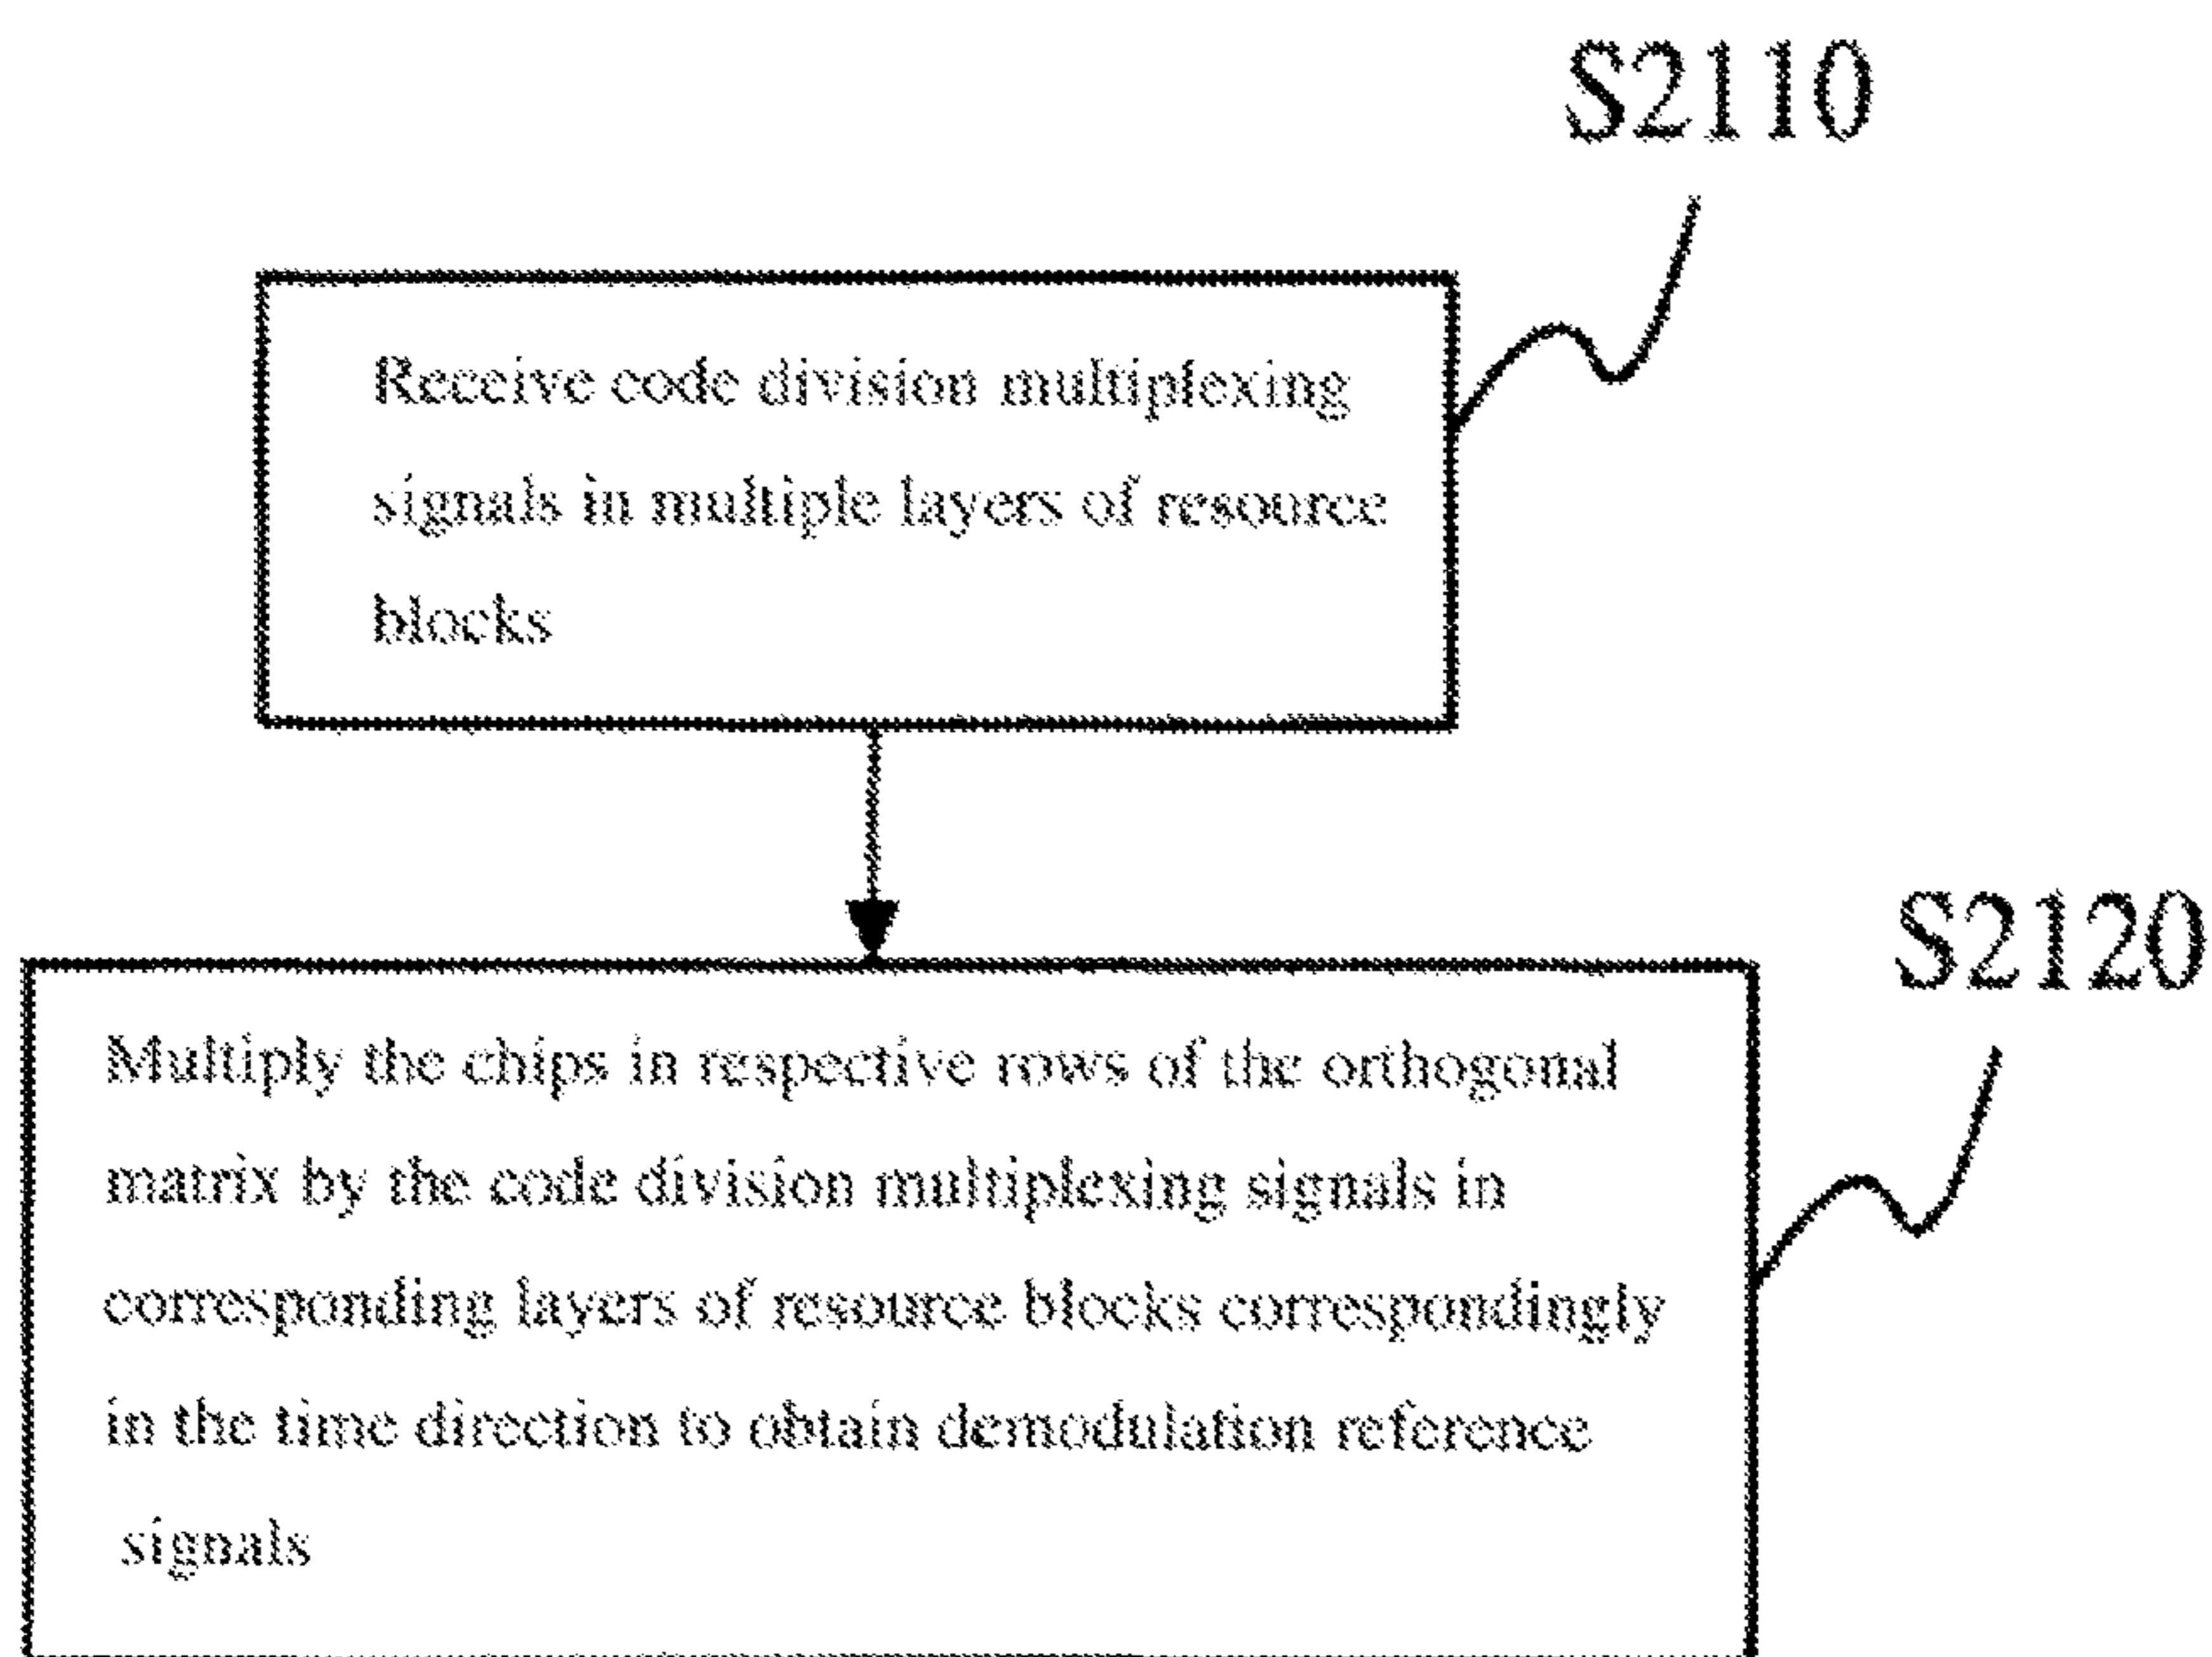 S2110
Receive code division multiplexing
signals in multiple layers of resource
blocks
S2120
Multiply the chips in respective rows of the orthogonal
matrix by the code division multiplexing signals in
corresponding layers of resource blocks correspondingly
in the time direction to obtain demodulation reference
signals